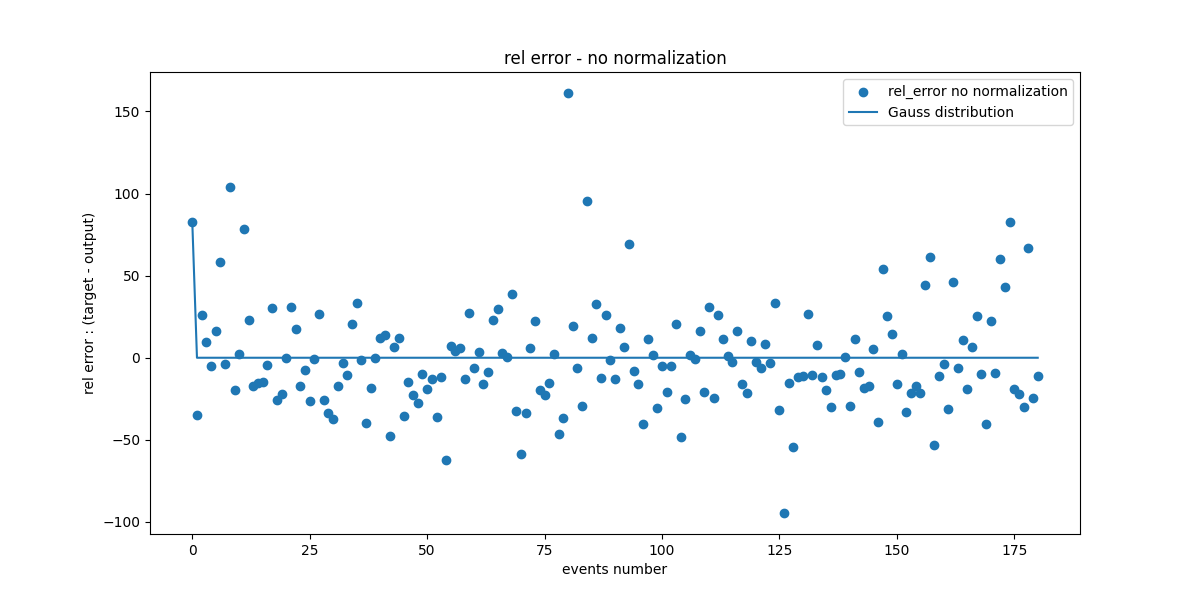 rel error - no normalization
rel_error no normalization
Gauss distribution
150
100
50
0
−50
−100
rel error : (target - output)
0
25
50
75
100
125
150
175
events number